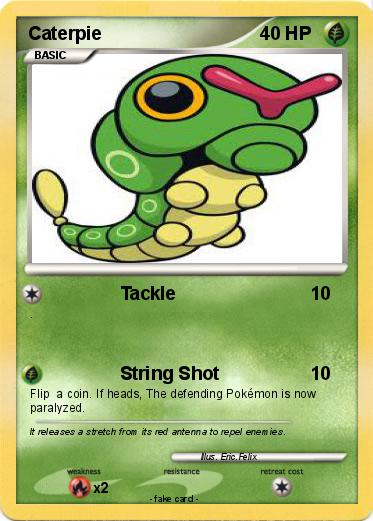 Caterpie 40 HP
BASIC
Tackle 10
.
String Shot 10
Flip a coin. If heads, The defending Pokémon is now
paralyzed.
It releases a stretch from its red antenna to repel enemies.
Illus. Eric.Felix
weakness resistance retreat cost
x2
- fake card -